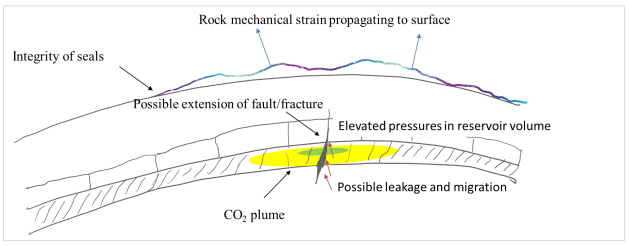 Rock mechanical strain propagating to surface
Integrity of seals
Possible extension of fault/fracture
Elevated pressures in reservoir volume
Possible leakage and migration
CO₂ plume